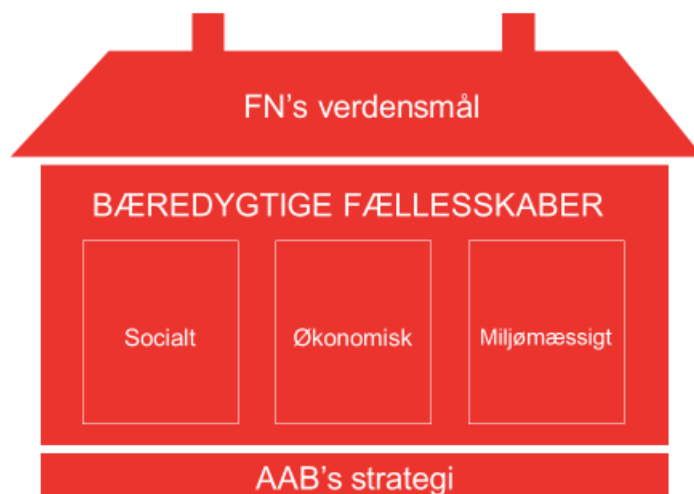 FN's verdensmål
BÆREDYGTIGE FÆLLESSKABER
Socialt
Økonomisk
Miljømæssigt
AAB's strategi